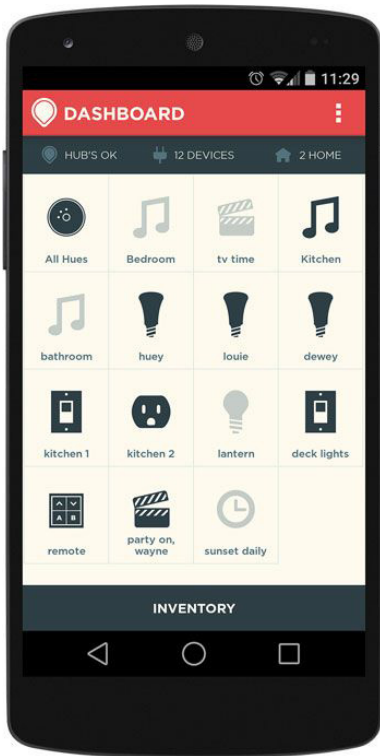 11:29
DASHBOARD
HUB'S OK 12 DEVICES 2 HOME
All Hues Bedroom tv time Kitchen
bathroom huey louie dewey
kitchen 1 kitchen 2 lantern deck lights
remote party on, wayne sunset daily
A B
INVENTORY